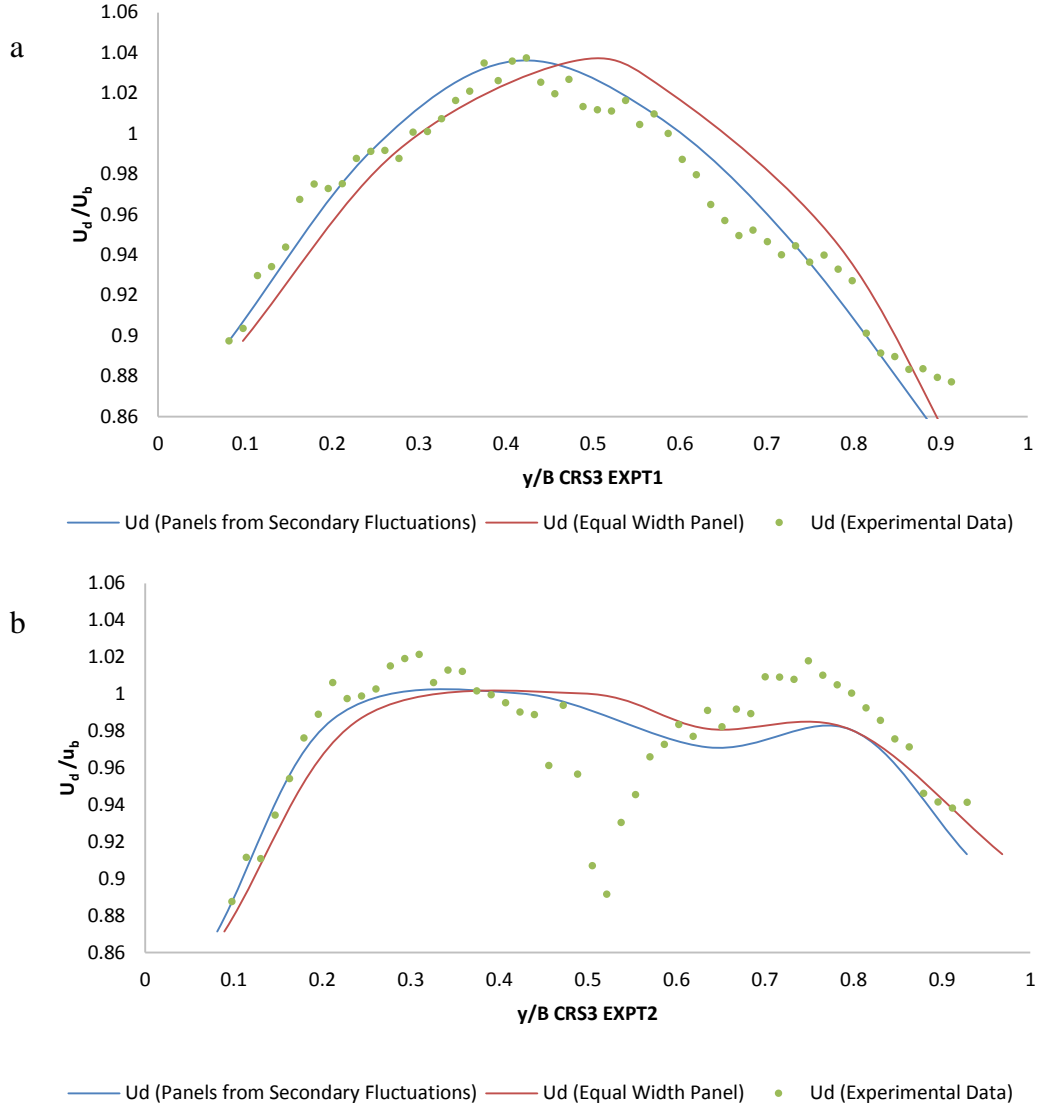 a
1.06
1.04
1.02
1
0.98
0.96
0.94
0.92
0.9
0.88
0.86
U_d /U_b
0 0.1 0.2 0.3 0.4 0.5 0.6 0.7 0.8 0.9 1
y/B CRS3 EXPT1
Ud (Panels from Secondary Fluctuations) Ud (Equal Width Panel) Ud (Experimental Data)
b
1.06
1.04
1.02
1
0.98
0.96
0.94
0.92
0.9
0.88
0.86
U_d /u_b
0 0.1 0.2 0.3 0.4 0.5 0.6 0.7 0.8 0.9 1
y/B CRS3 EXPT2
Ud (Panels from Secondary Fluctuations) Ud (Equal Width Panel) Ud (Experimental Data)